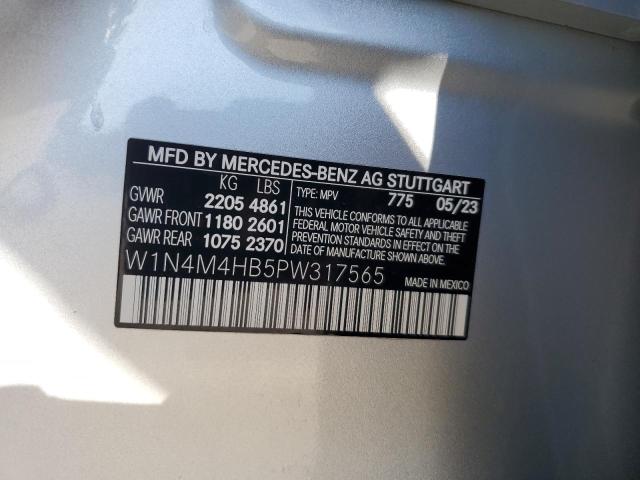 MFD BY MERCEDES-BENZ AG STUTTGART
KG LBS
GVWR 2205 4861
GAWR FRONT 1180 2601
GAWR REAR 1075 2370
TYPE: MPV 775 05/23
THIS VEHICLE CONFORMS TO ALL APPLICABLE
FEDERAL MOTOR VEHICLE SAFETY AND THEFT
PREVENTION STANDARDS IN EFFECT ON THE
DATE OF MANUFACTURE SHOWN ABOVE.
W1N4M4HB5PW317565
MADE IN MEXICO